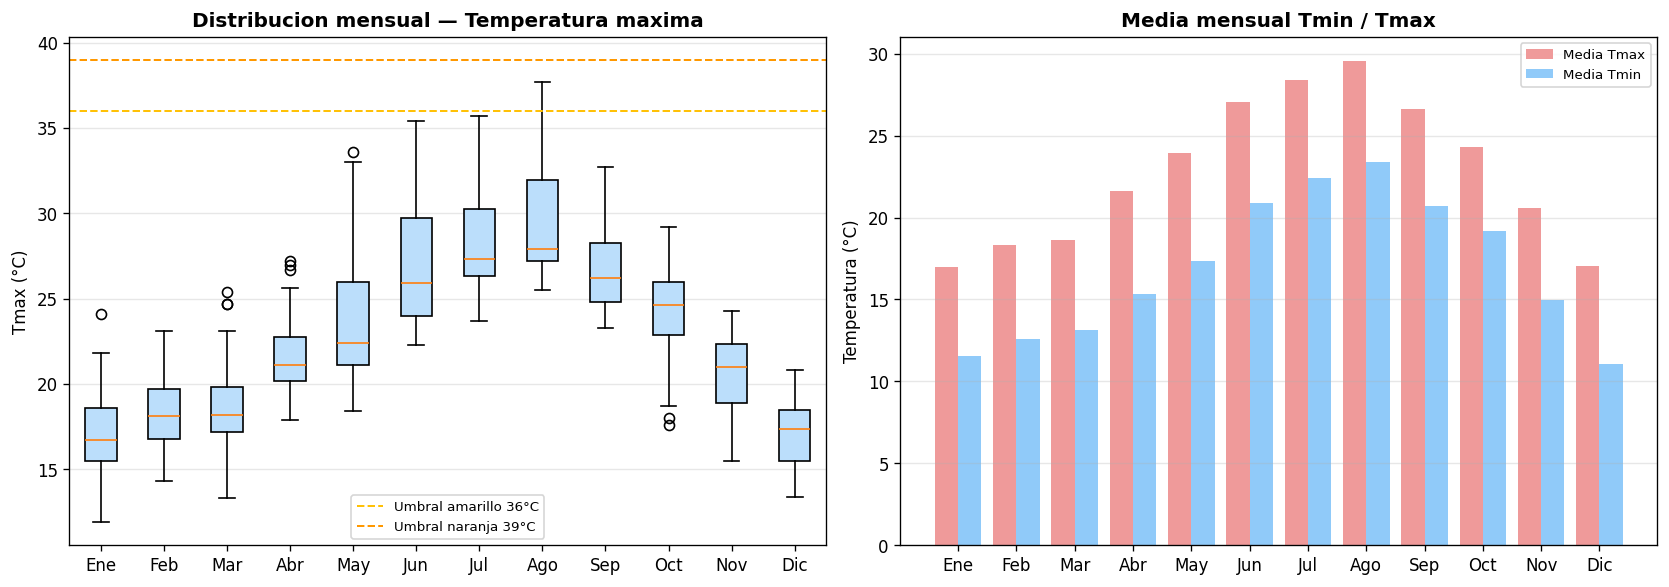 Distribucion mensual — Temperatura maxima
Tmax (°C)
40
35
30
25
20
15
Umbral amarillo 36°C
Umbral naranja 39°C
Ene Feb Mar Abr May Jun Jul Ago Sep Oct Nov Dic
Media mensual Tmin / Tmax
Temperatura (°C)
30
25
20
15
10
5
0
Media Tmax
Media Tmin
Ene Feb Mar Abr May Jun Jul Ago Sep Oct Nov Dic